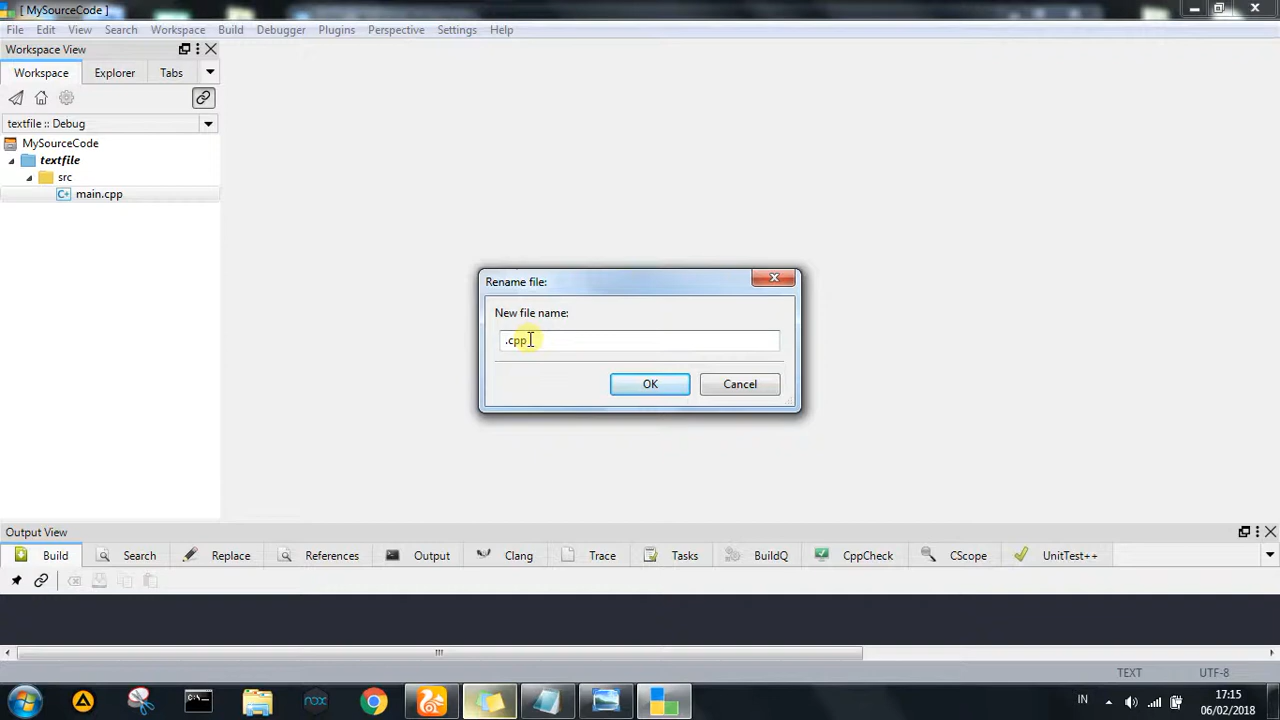 [ MySourceCode ]
File Edit View Search Workspace Build Debugger Plugins Perspective Settings Help
Workspace View
Workspace Explorer Tabs
textfile :: Debug
MySourceCode
textfile
src
main.cpp
Rename file:
New file name:
.cpp
OK Cancel
Output View
Build Search Replace References Output Clang Trace Tasks BuildQ CppCheck CScope UnitTest++
TEXT UTF-8
nox IN 17:15
06/02/2018